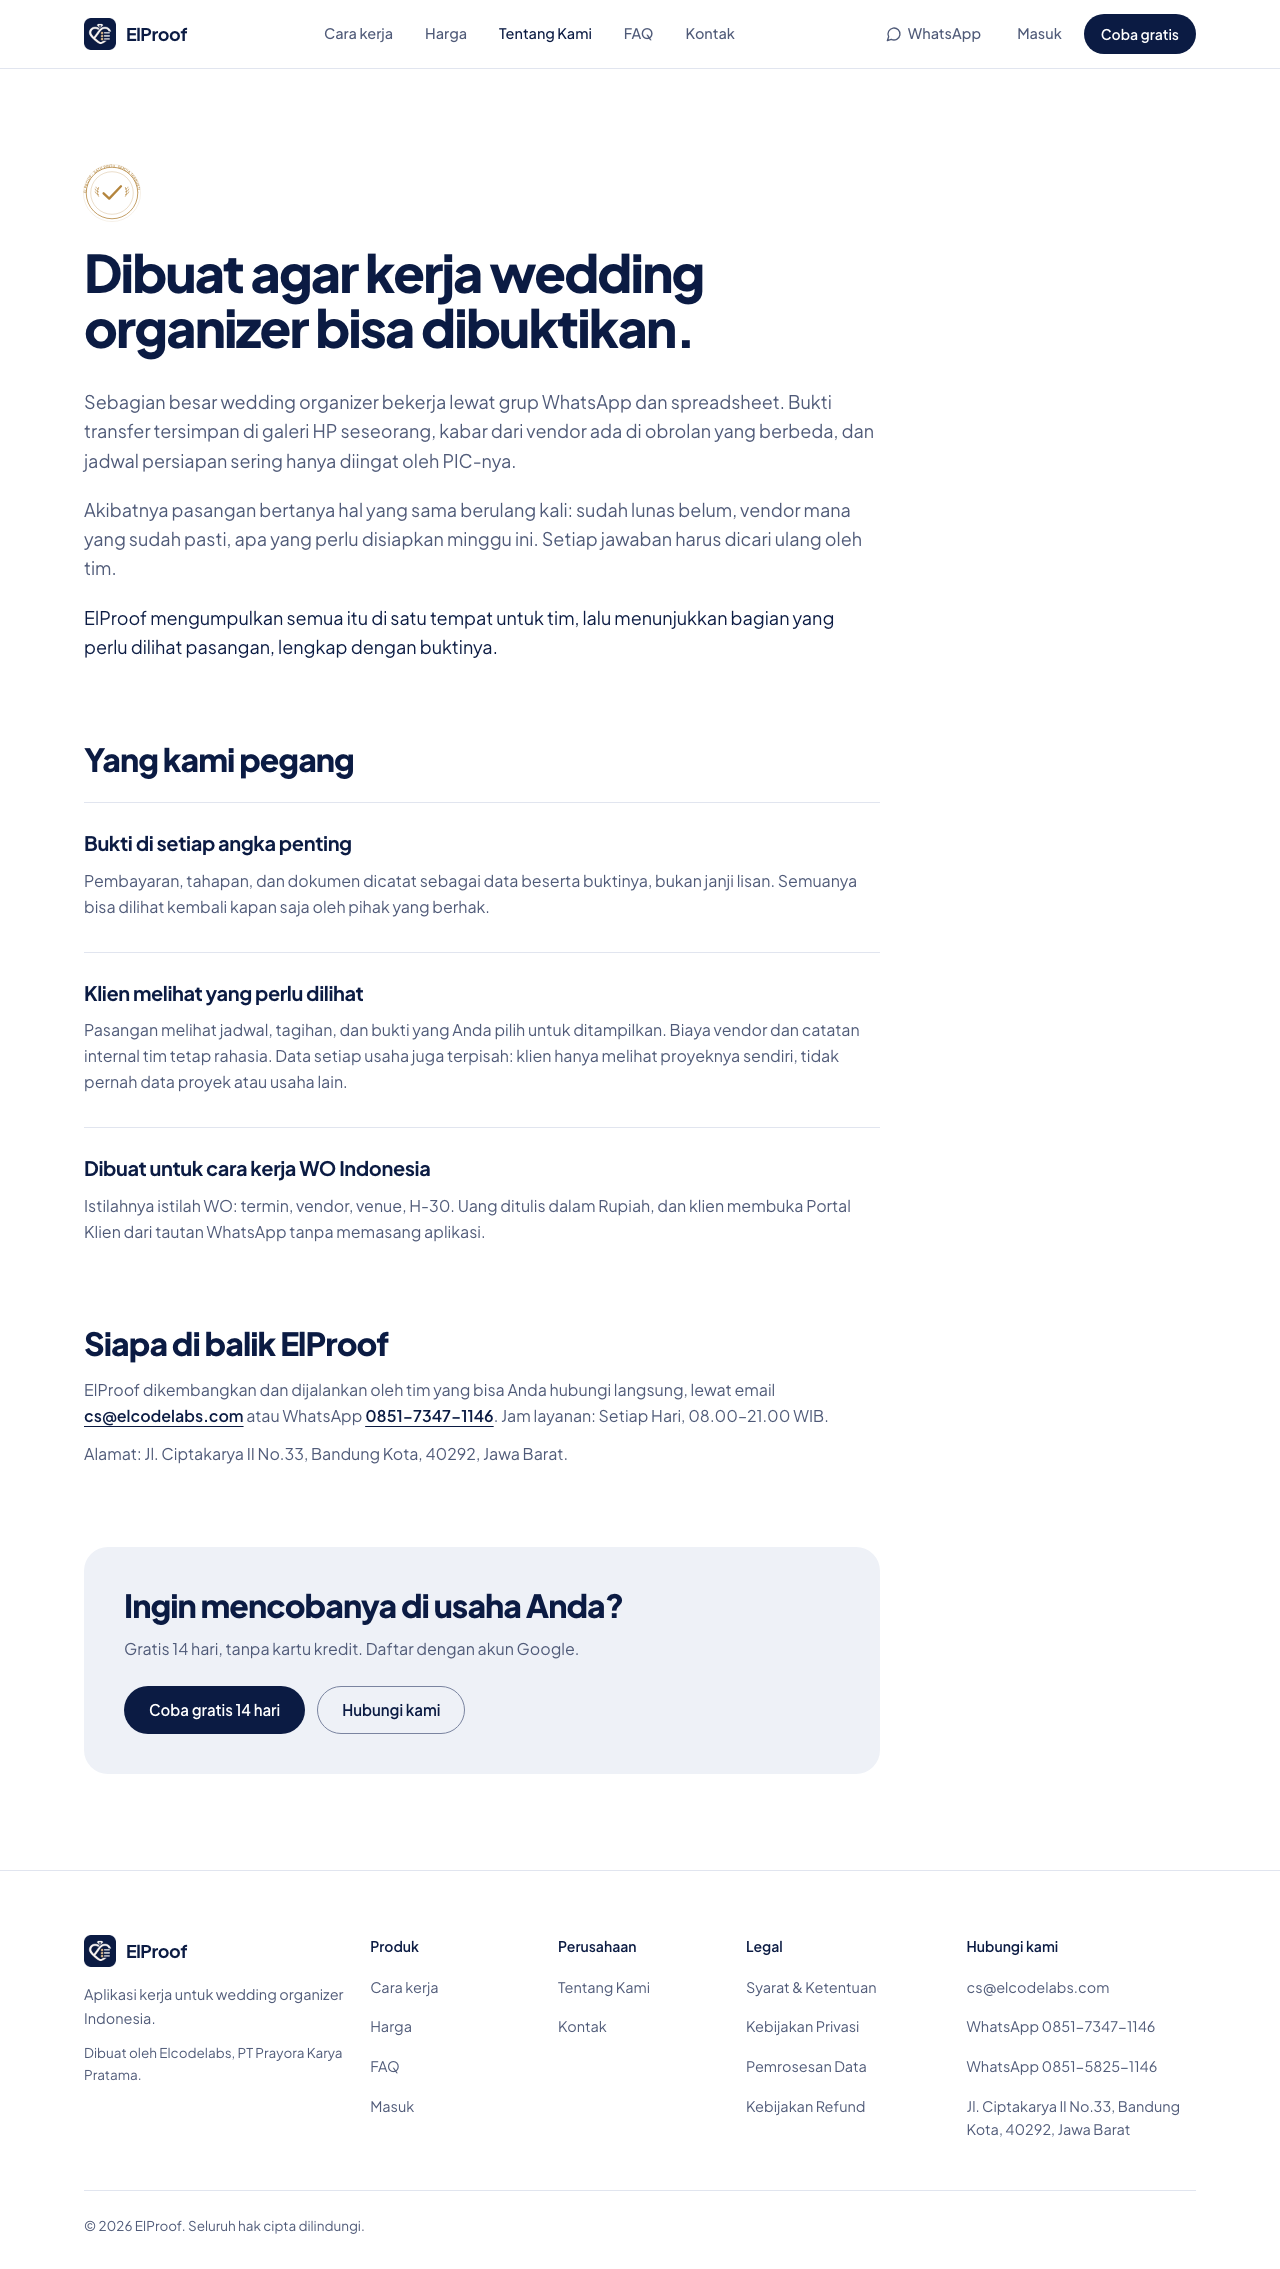 ElProof
Cara kerja
Harga
Tentang Kami
FAQ
Kontak
WhatsApp
Masuk
Coba gratis
Dibuat agar kerja wedding
organizer bisa dibuktikan.
Sebagian besar wedding organizer bekerja lewat grup WhatsApp dan spreadsheet. Bukti
transfer tersimpan di galeri HP seseorang, kabar dari vendor ada di obrolan yang berbeda, dan
jadwal persiapan sering hanya diingat oleh PIC-nya.
Akibatnya pasangan bertanya hal yang sama berulang kali: sudah lunas belum, vendor mana
yang sudah pasti, apa yang perlu disiapkan minggu ini. Setiap jawaban harus dicari ulang oleh
tim.
ElProof mengumpulkan semua itu di satu tempat untuk tim, lalu menunjukkan bagian yang
perlu dilihat pasangan, lengkap dengan buktinya.
Yang kami pegang
Bukti di setiap angka penting
Pembayaran, tahapan, dan dokumen dicatat sebagai data beserta buktinya, bukan janji lisan. Semuanya
bisa dilihat kembali kapan saja oleh pihak yang berhak.
Klien melihat yang perlu dilihat
Pasangan melihat jadwal, tagihan, dan bukti yang Anda pilih untuk ditampilkan. Biaya vendor dan catatan
internal tim tetap rahasia. Data setiap usaha juga terpisah: klien hanya melihat proyeknya sendiri, tidak
pernah data proyek atau usaha lain.
Dibuat untuk cara kerja WO Indonesia
Istilahnya istilah WO: termin, vendor, venue, H-30. Uang ditulis dalam Rupiah, dan klien membuka Portal
Klien dari tautan WhatsApp tanpa memasang aplikasi.
Siapa di balik ElProof
ElProof dikembangkan dan dijalankan oleh tim yang bisa Anda hubungi langsung, lewat email
cs@elcodelabs.com atau WhatsApp 0851-7347-1146. Jam layanan: Setiap Hari, 08.00–21.00 WIB.
Alamat: Jl. Ciptakarya II No.33, Bandung Kota, 40292, Jawa Barat.
Ingin mencobanya di usaha Anda?
Gratis 14 hari, tanpa kartu kredit. Daftar dengan akun Google.
Coba gratis 14 hari
Hubungi kami
ElProof
Aplikasi kerja untuk wedding organizer
Indonesia.
Dibuat oleh Elcodelabs, PT Prayora Karya
Pratama.
Produk
Cara kerja
Harga
FAQ
Masuk
Perusahaan
Tentang Kami
Kontak
Legal
Syarat & Ketentuan
Kebijakan Privasi
Pemrosesan Data
Kebijakan Refund
Hubungi kami
cs@elcodelabs.com
WhatsApp 0851-7347-1146
WhatsApp 0851-5825-1146
Jl. Ciptakarya II No.33, Bandung
Kota, 40292, Jawa Barat
© 2026 ElProof. Seluruh hak cipta dilindungi.